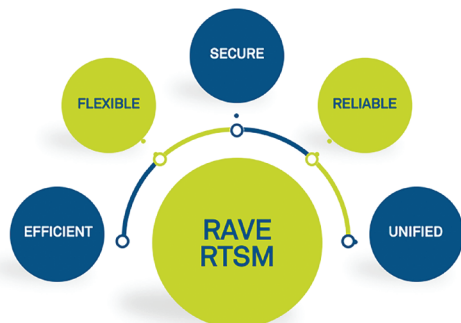 SECURE
FLEXIBLE
RELIABLE
EFFICIENT
RAVE
RTSM
UNIFIED